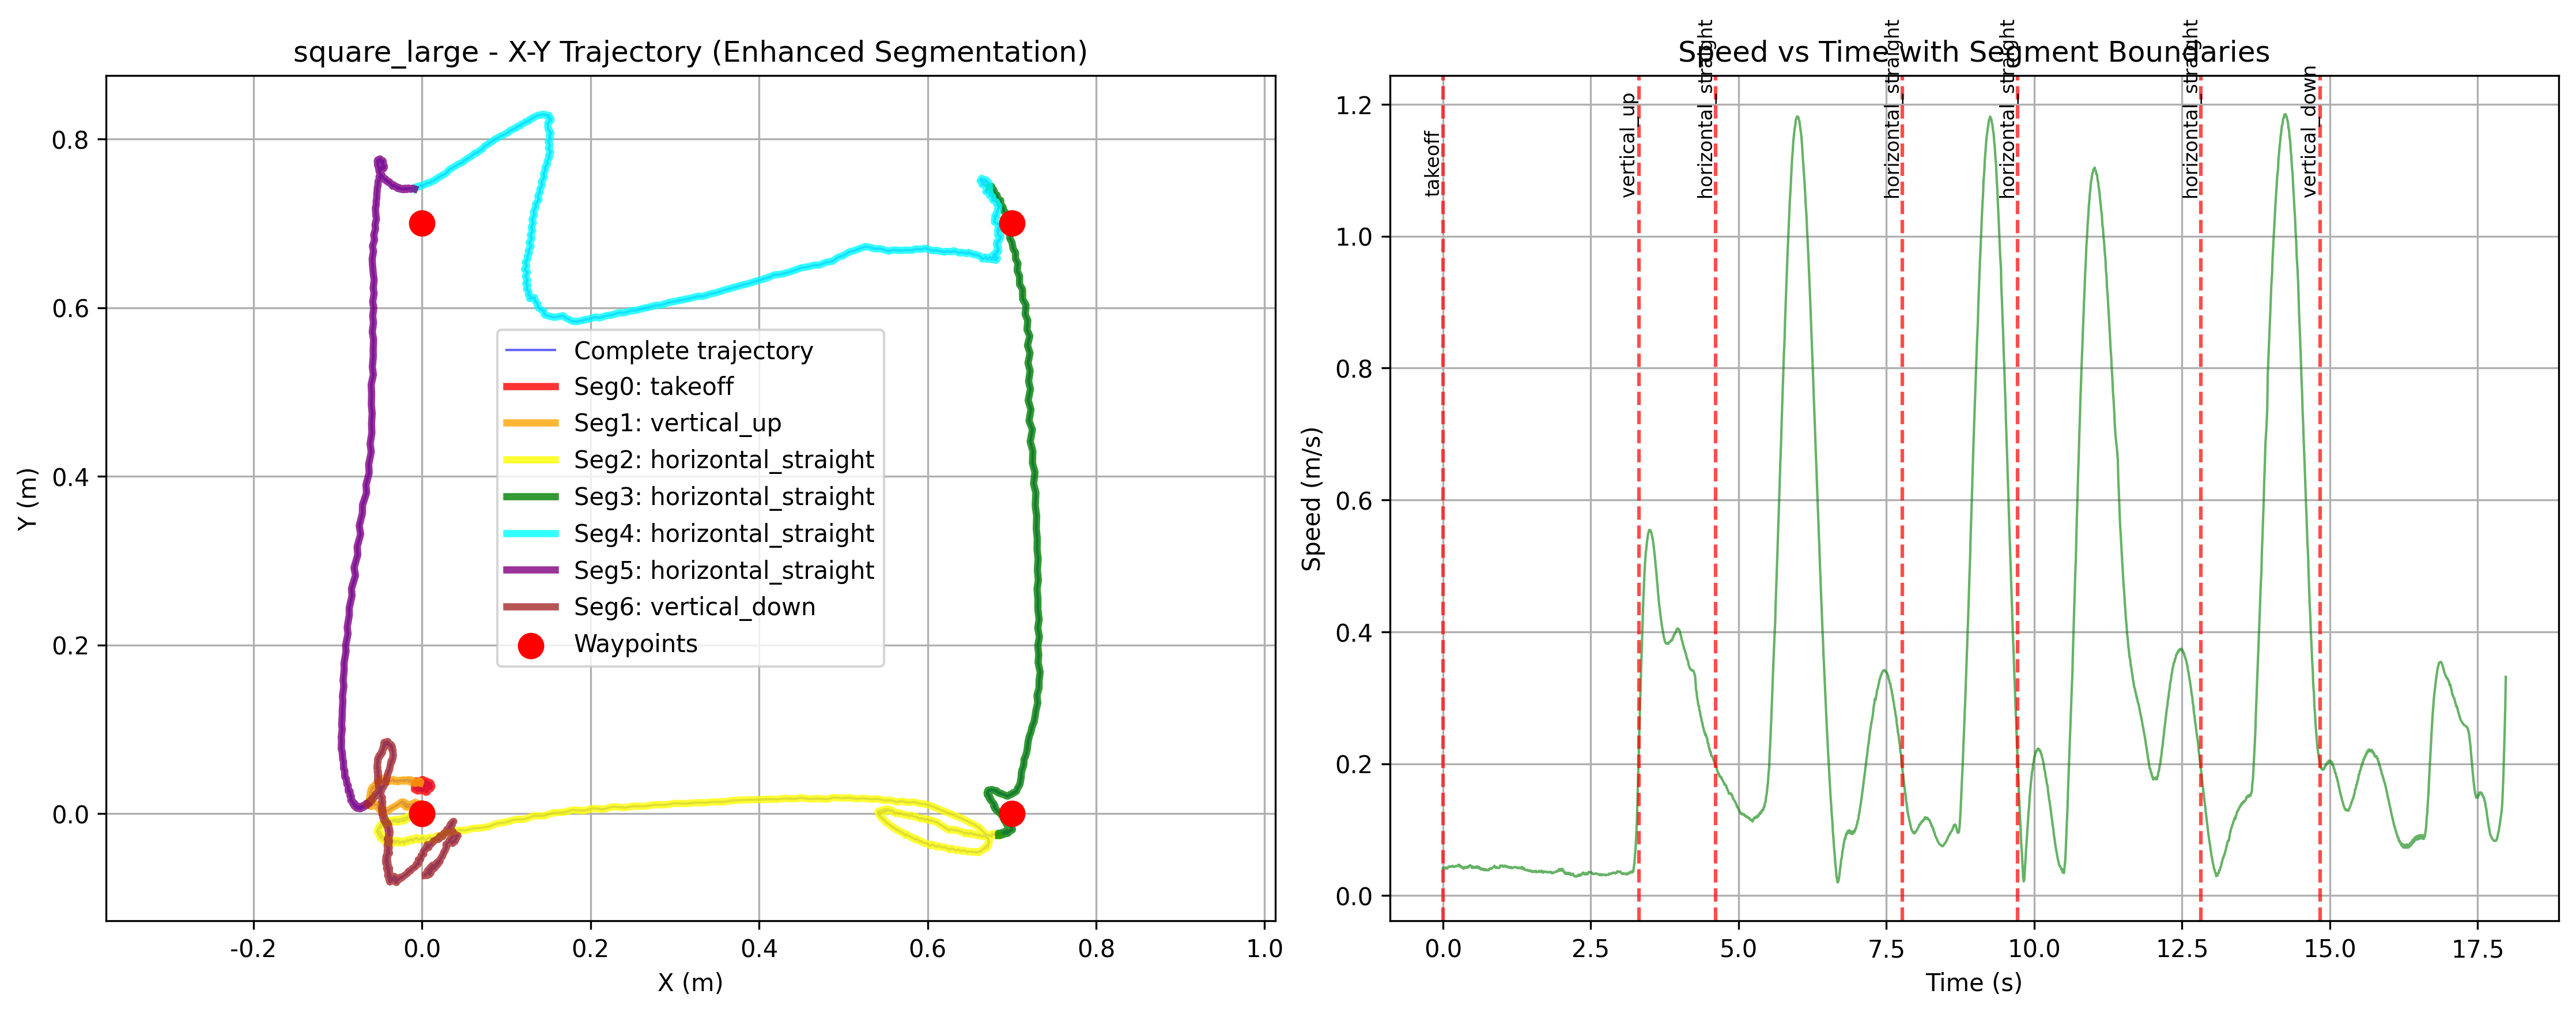 square_large - X-Y Trajectory (Enhanced Segmentation)
0.8
0.6
0.4
0.2
0.0
Y (m)
-0.2
0.0
0.2
0.4
0.6
0.8
1.0
X (m)
Complete trajectory
Seg0: takeoff
Seg1: vertical_up
Seg2: horizontal_straight
Seg3: horizontal_straight
Seg4: horizontal_straight
Seg5: horizontal_straight
Seg6: vertical_down
Waypoints
Speed vs Time with Segment Boundaries
takeoff
vertical_up
horizontal_straight
horizontal_straight
horizontal_straight
horizontal_straight
vertical_down
1.2
1.0
0.8
0.6
0.4
0.2
0.0
Speed (m/s)
0.0
2.5
5.0
7.5
10.0
12.5
15.0
17.5
Time (s)